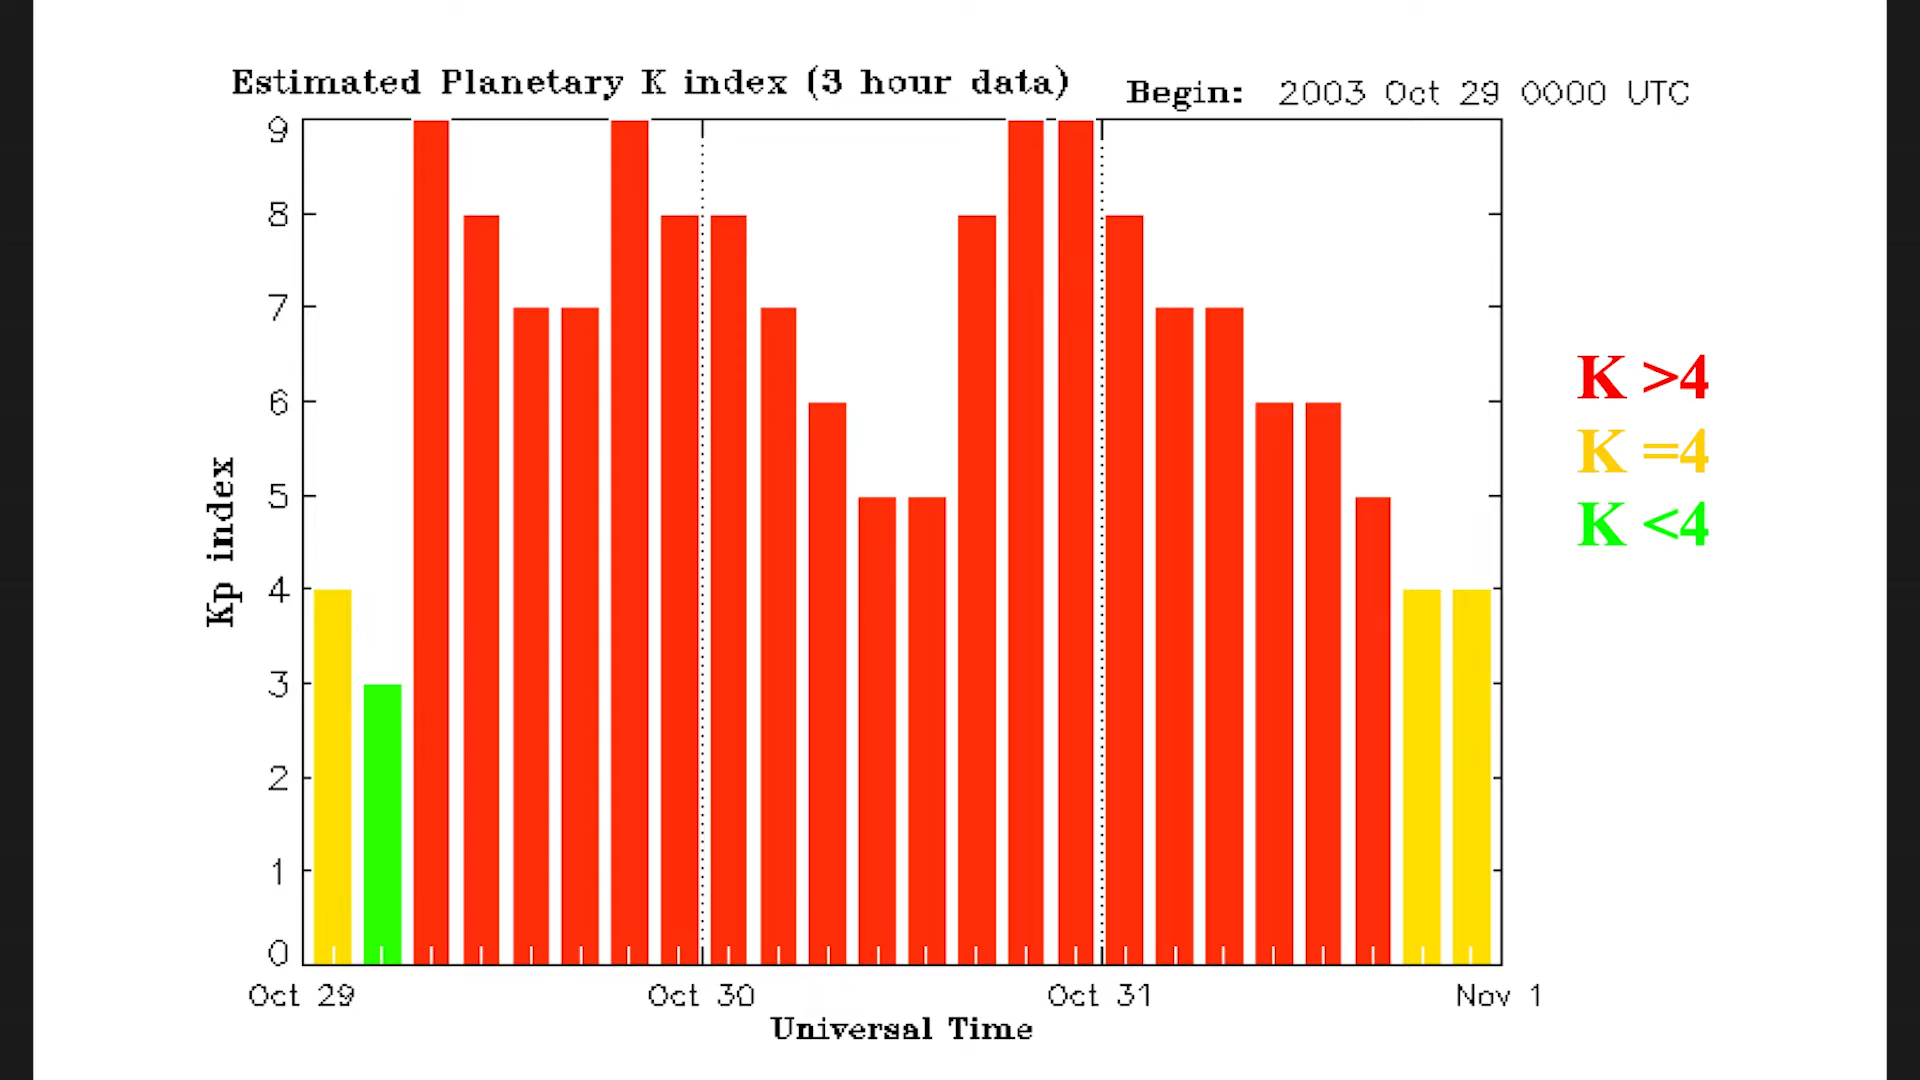 Estimated Planetary K index (3 hour data)
Begin: 2003 Oct 29 0000 UTC
9
8
7
6
5
4
3
2
1
0
Kp index
K >4
K =4
K <4
Oct 29 Oct 30 Oct 31 Nov 1
Universal Time